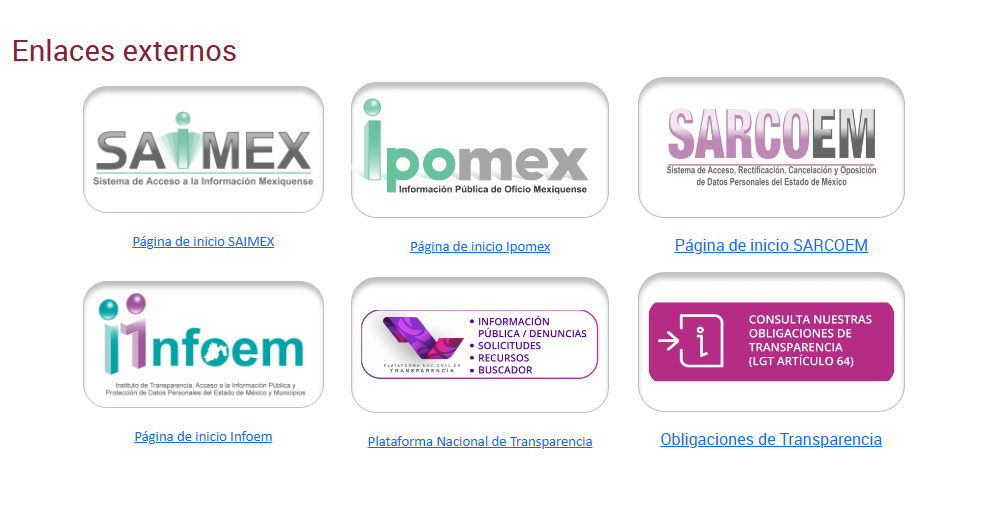 Enlaces externos
SAIMEX
Sistema de Acceso a la Información Mexiquense
Página de inicio SAIMEX
ipomex
Información Pública de Oficio Mexiquense
Página de inicio Ipomex
SARCOEM
Sistema de Acceso, Rectificación, Cancelación y Oposición
de Datos Personales del Estado de México
Página de inicio SARCOEM
infoem
Instituto de Transparencia, Acceso a la Información Pública y
Protección de Datos Personales del Estado de México y Municipios
Página de inicio Infoem
PLATAFORMA NACIONAL DE
TRANSPARENCIA
• INFORMACIÓN
PÚBLICA / DENUNCIAS
• SOLICITUDES
• RECURSOS
• BUSCADOR
Plataforma Nacional de Transparencia
CONSULTA NUESTRAS
OBLIGACIONES DE
TRANSPARENCIA
(LGT ARTÍCULO 64)
Obligaciones de Transparencia